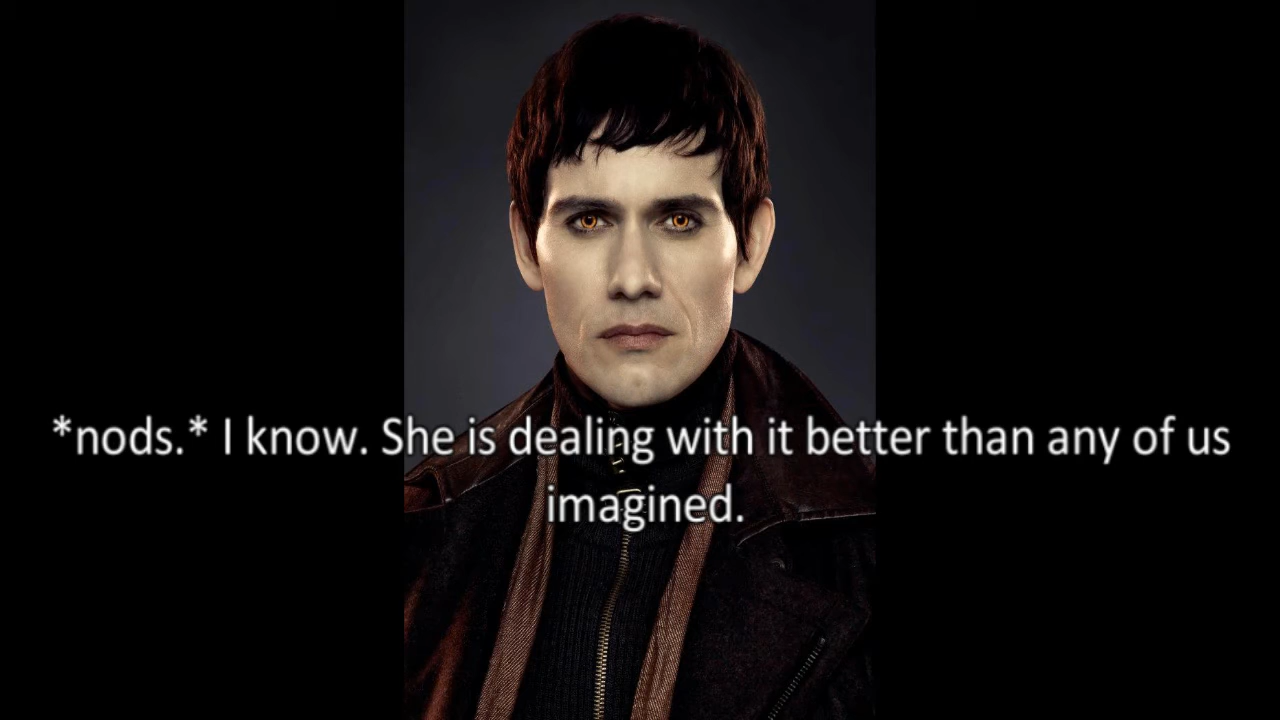 *nods.* I know. She is dealing with it better than any of us
imagined.